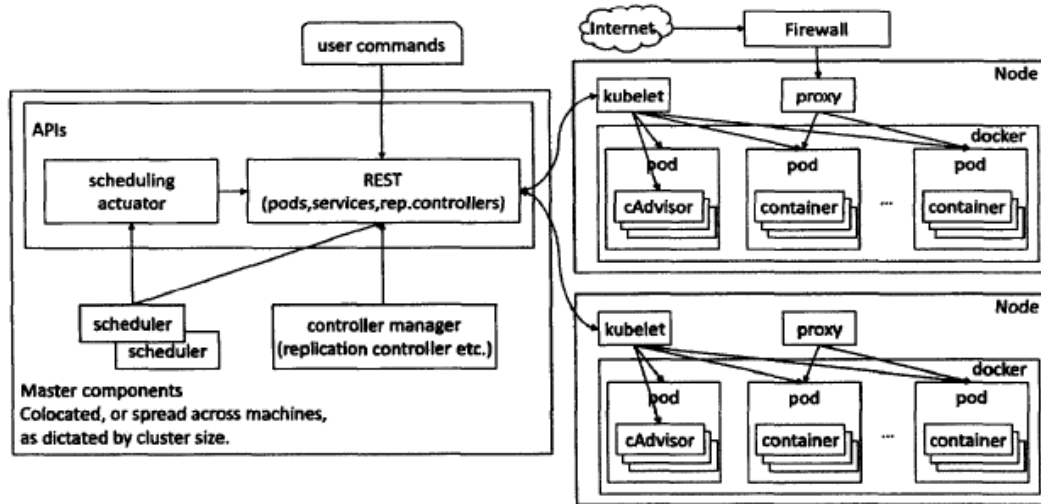 user commands
APIs
scheduling
actuator
REST
(pods,services,rep.controllers)
scheduler
scheduler
controller manager
(replication controller etc.)
Master components
Colocated, or spread across machines,
as dictated by cluster size.
Internet
Firewall
Node
kubelet
proxy
docker
pod
pod
pod
cAdvisor
container
...
container
Node
kubelet
proxy
docker
pod
pod
pod
cAdvisor
container
...
container